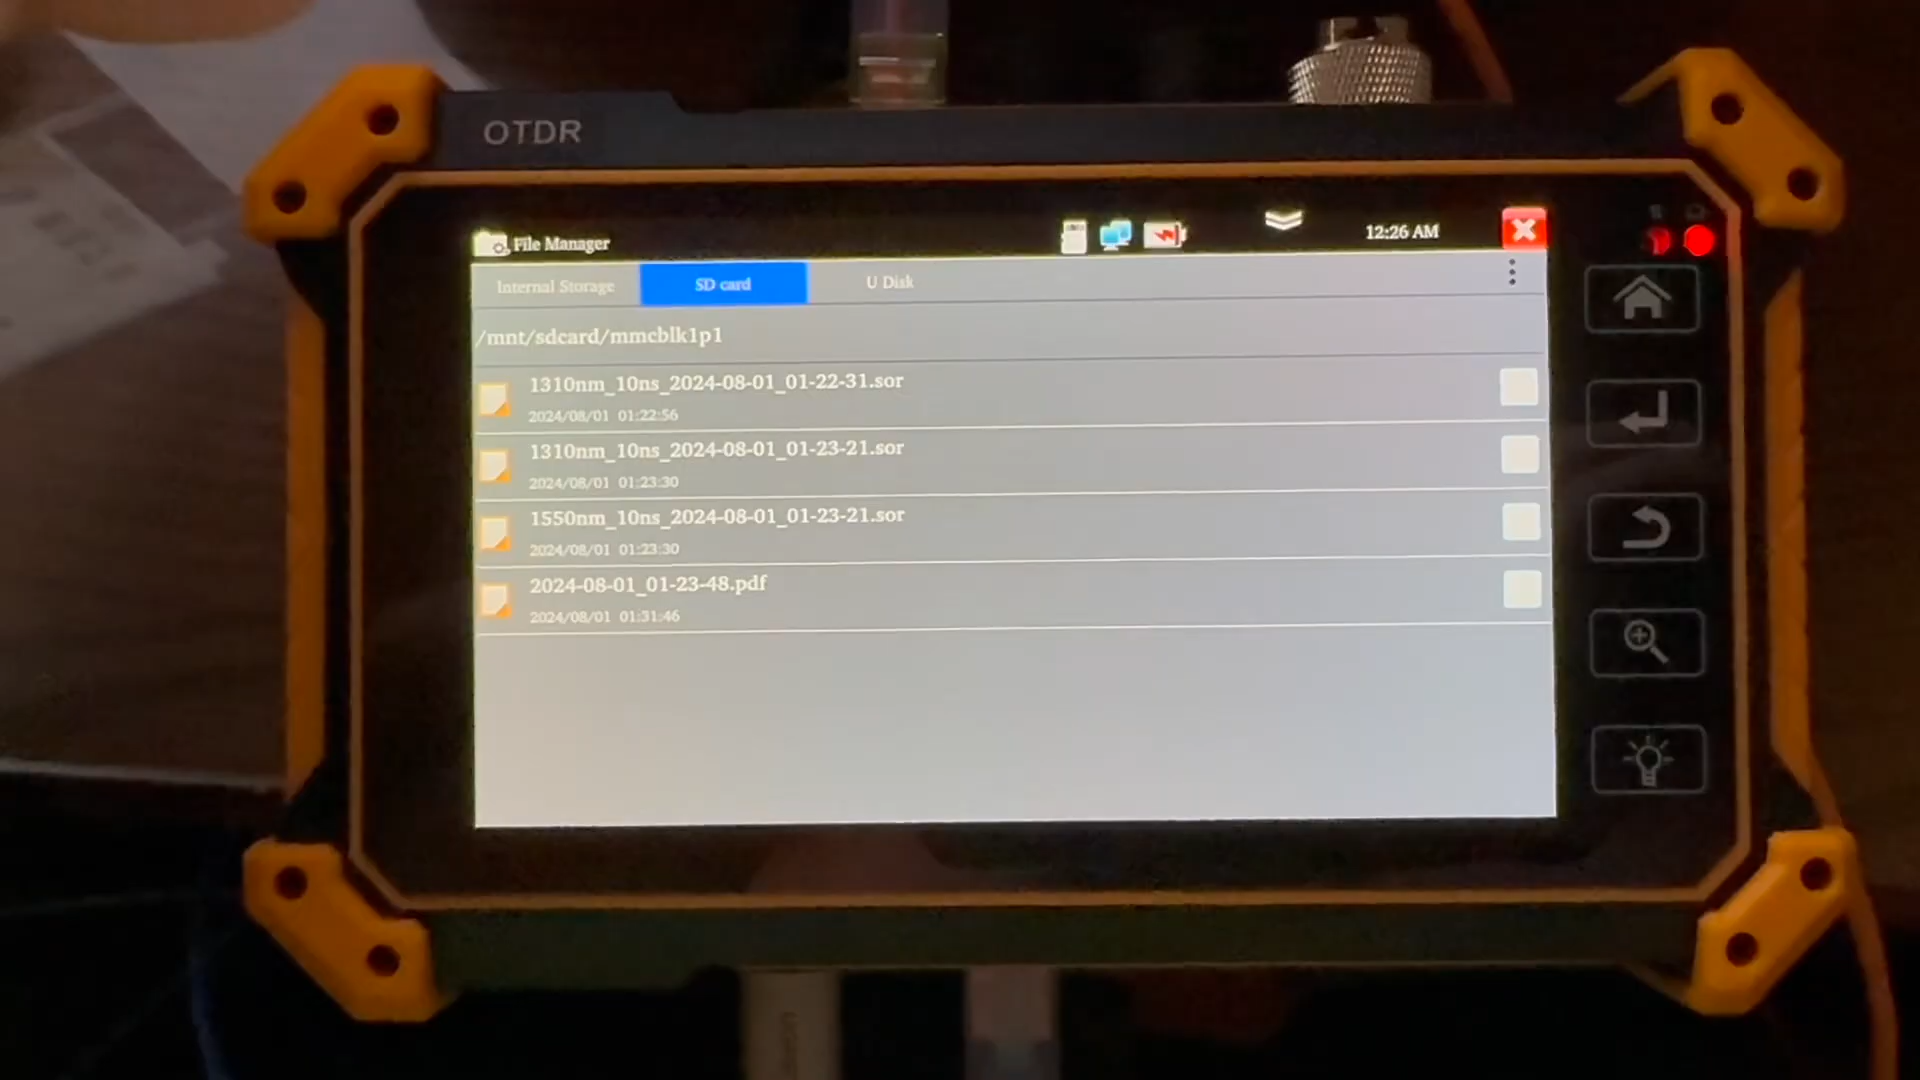 OTDR
File Manager
12:26 AM
Internal Storage
SD card
U Disk
/mnt/sdcard/mmcblk1p1
1310nm_10ns_2024-08-01_01-22-31.sor
2024/08/01 01:22:56
1310nm_10ns_2024-08-01_01-23-21.sor
2024/08/01 01:23:30
1550nm_10ns_2024-08-01_01-23-21.sor
2024/08/01 01:23:30
2024-08-01_01-23-48.pdf
2024/08/01 01:31:46